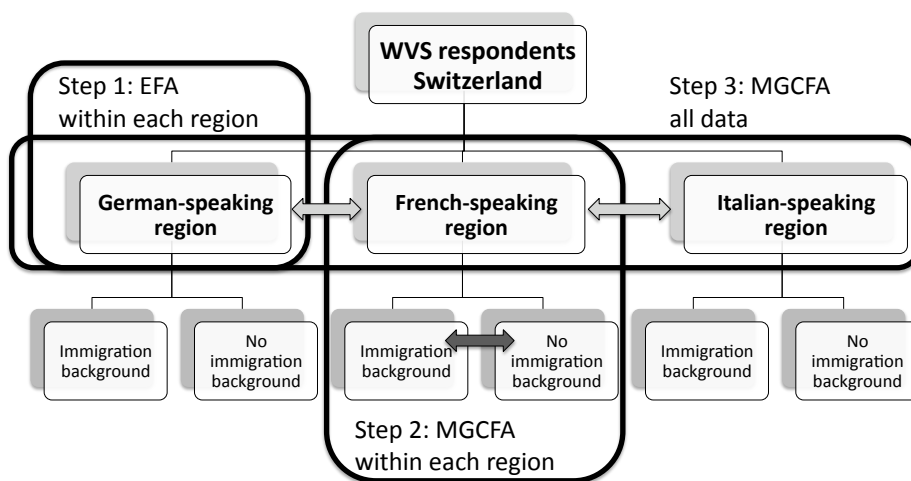 WVS respondents
Switzerland
Step 1: EFA
within each region
Step 3: MGCFA
all data
German-speaking
region
French-speaking
region
Italian-speaking
region
Immigration
background
No
immigration
background
Immigration
background
No
immigration
background
Immigration
background
No
immigration
background
Step 2: MGCFA
within each region